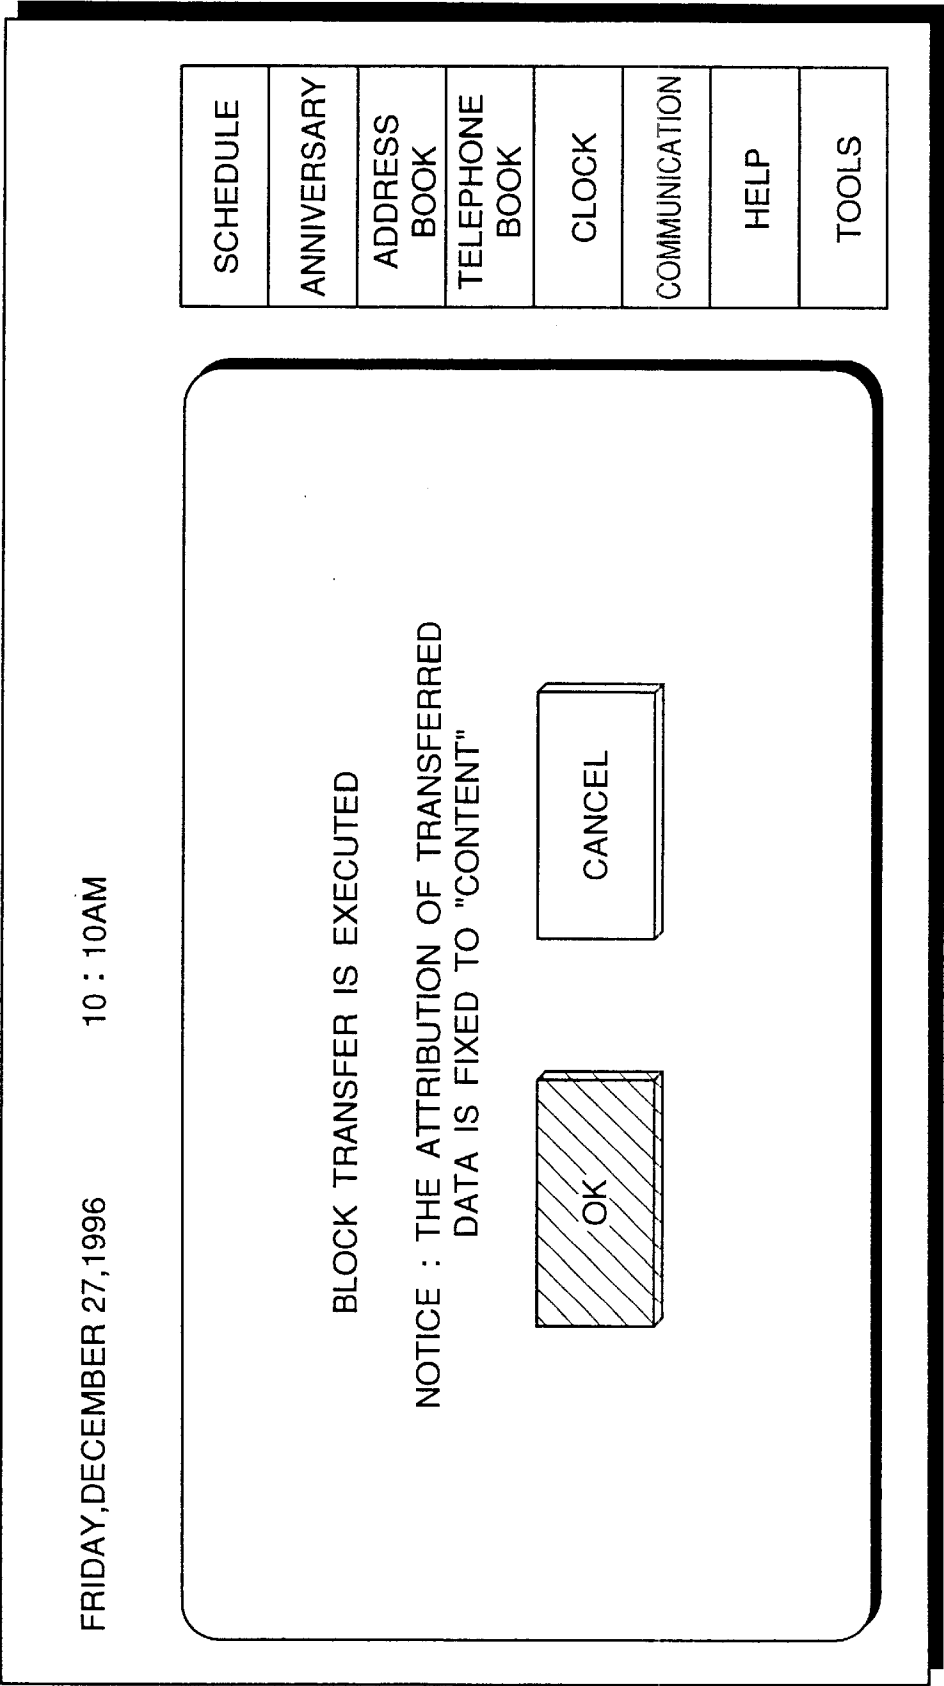 FRIDAY,DECEMBER 27,1996 10 : 10AM
BLOCK TRANSFER IS EXECUTED
NOTICE : THE ATTRIBUTION OF TRANSFERRED
DATA IS FIXED TO "CONTENT"
OK
CANCEL
SCHEDULE
ANNIVERSARY
ADDRESS
BOOK
TELEPHONE
BOOK
CLOCK
COMMUNICATION
HELP
TOOLS